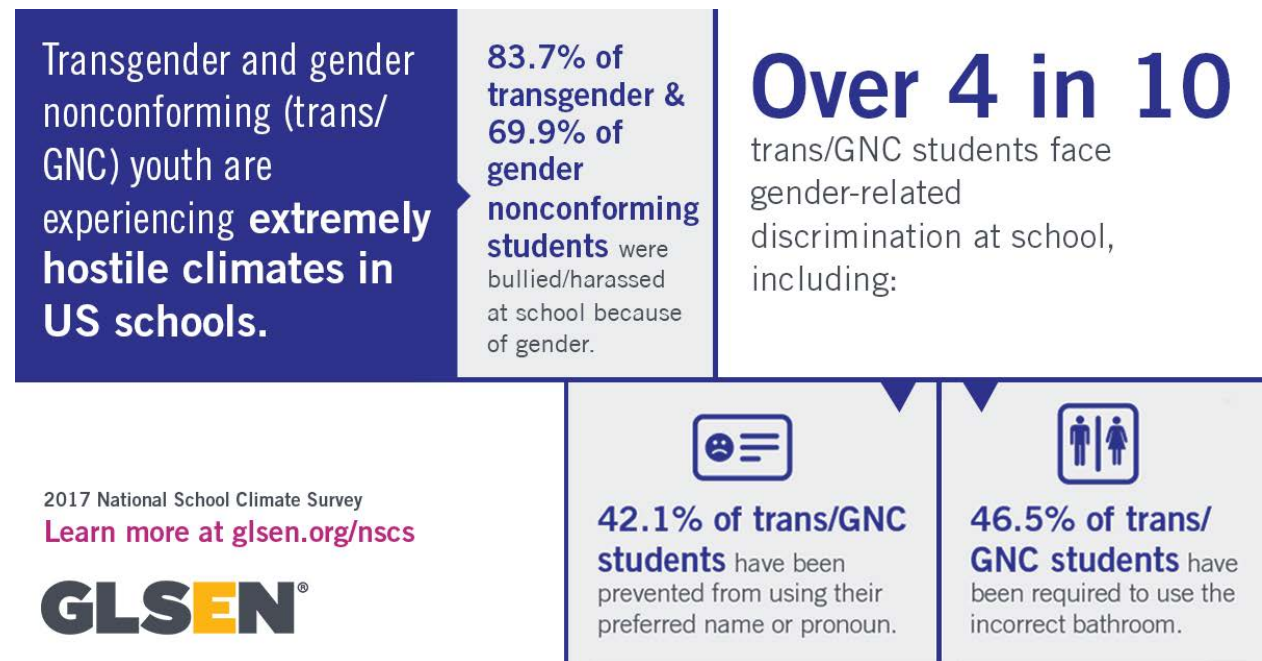 Transgender and gender
nonconforming (trans/
GNC) youth are
experiencing extremely
hostile climates in
US schools.
83.7% of
transgender &
69.9% of
gender
nonconforming
students were
bullied/harassed
at school because
of gender.
Over 4 in 10
trans/GNC students face
gender-related
discrimination at school,
including:
2017 National School Climate Survey
Learn more at glsen.org/nscs
GLSEN®
42.1% of trans/GNC
students have been
prevented from using their
preferred name or pronoun.
46.5% of trans/
GNC students have
been required to use the
incorrect bathroom.